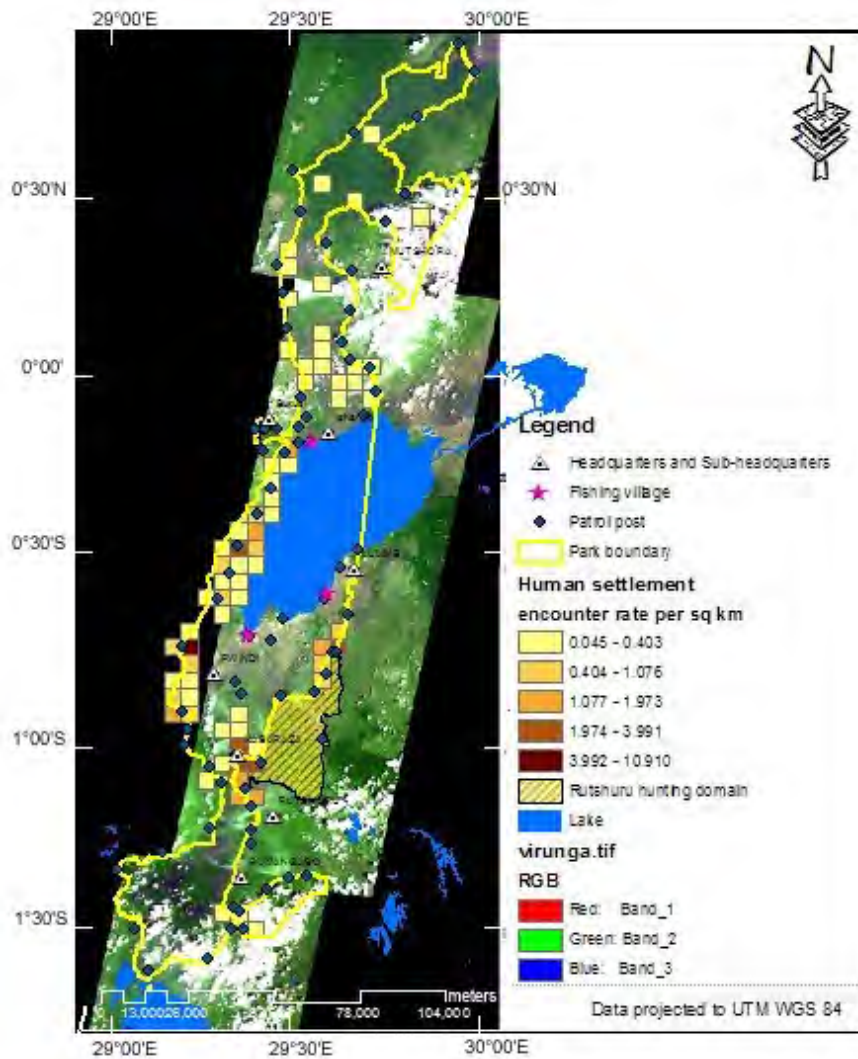 29°00'E 29°30'E 30°00'E
N
0°30'N 0°30'N
MUTSHORA
0°00'
Legend
Headquarters and Sub-headquarters
Fishing village
Patrol post
0°30'S
Park boundary
Human settlement
encounter rate per sq km
0.045 - 0.403
0.404 - 1.076
RWINDI
1.077 - 1.973
1.974 - 3.991
1°00'S
3.992 - 10.910
Rutshuru hunting domain
Lake
virunga.tif
RGB
1°30'S
Red: Band_1
Green: Band_2
Blue: Band_3
meters
0 13,00026,000 78,000 104,000
Data projected to UTM WGS 84
29°00'E 29°30'E 30°00'E